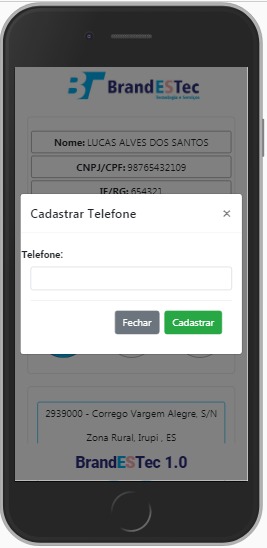 BT BrandESTec
Tecnologia e Serviços
Nome: LUCAS ALVES DOS SANTOS
CNPJ/CPF: 98765432109
IE/RG: 654321
Cadastrar Telefone ×
Telefone:
Fechar Cadastrar
2939000 - Corrego Vargem Alegre, S/N
Zona Rural, Irupi , ES
BrandESTec 1.0